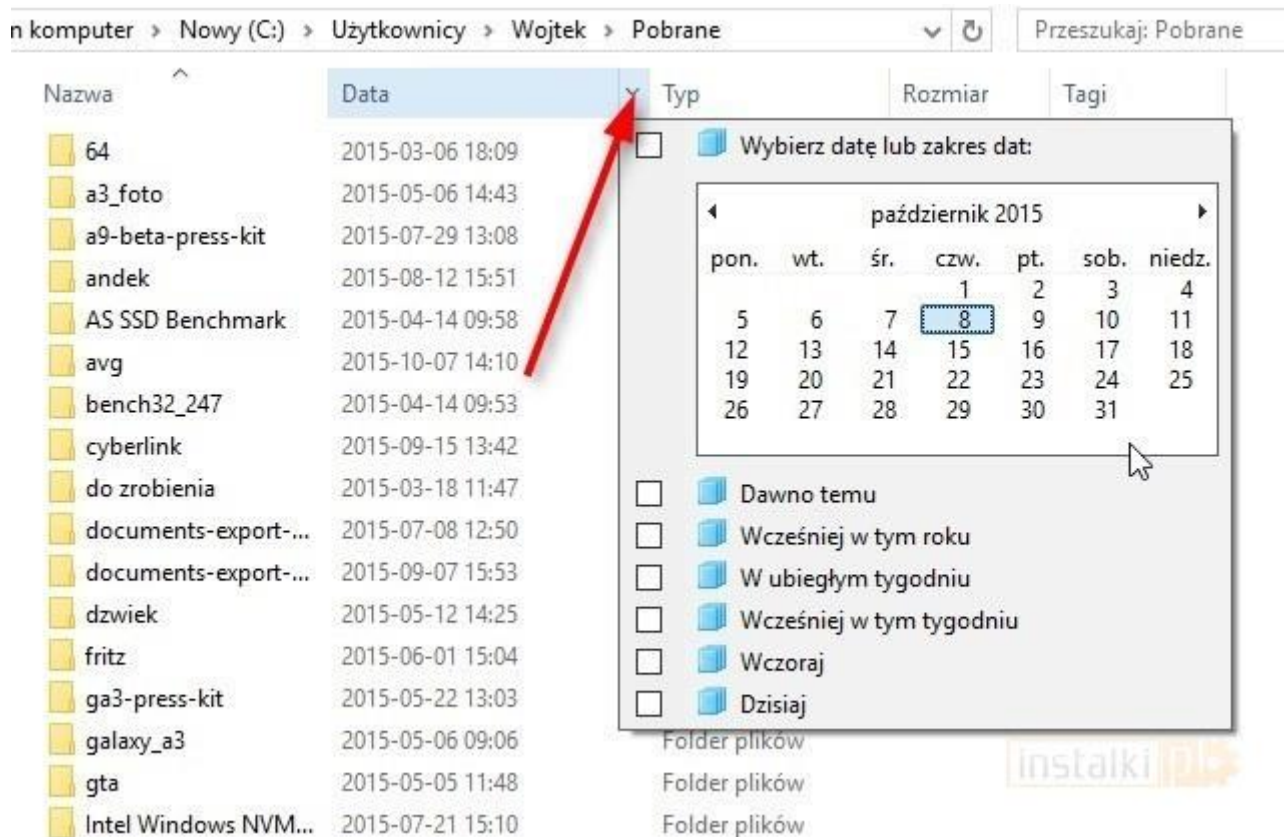 n komputer > Nowy (C:) > Użytkownicy > Wojtek > Pobrane Przeszukaj: Pobrane
Nazwa Data Typ Rozmiar Tagi
64 2015-03-06 18:09
a3_foto 2015-05-06 14:43
a9-beta-press-kit 2015-07-29 13:08
andek 2015-08-12 15:51
AS SSD Benchmark 2015-04-14 09:58
avg 2015-10-07 14:10
bench32_247 2015-04-14 09:53
cyberlink 2015-09-15 13:42
do zrobienia 2015-03-18 11:47
documents-export-... 2015-07-08 12:50
documents-export-... 2015-09-07 15:53
dzwiek 2015-05-12 14:25
fritz 2015-06-01 15:04
ga3-press-kit 2015-05-22 13:03
galaxy_a3 2015-05-06 09:06 Folder plików
gta 2015-05-05 11:48 Folder plików
Intel Windows NVM... 2015-07-21 15:10 Folder plików
Wybierz datę lub zakres dat:
październik 2015
pon. wt. śr. czw. pt. sob. niedz.
1 2 3 4
5 6 7 8 9 10 11
12 13 14 15 16 17 18
19 20 21 22 23 24 25
26 27 28 29 30 31
Dawno temu
Wcześniej w tym roku
W ubiegłym tygodniu
Wcześniej w tym tygodniu
Wczoraj
Dzisiaj
instalki pl